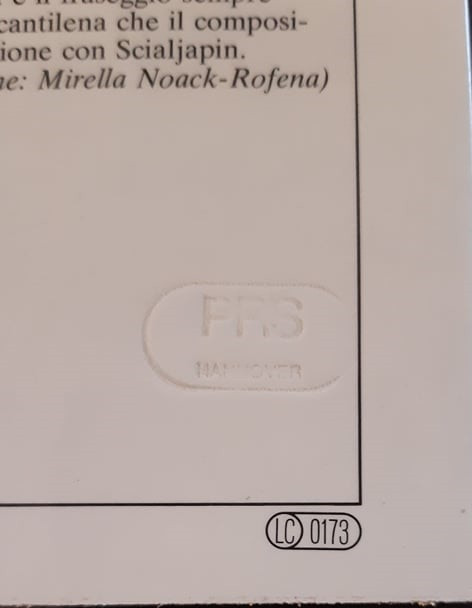 cantilena che il composi-
ione con Scialjapin.
ne: Mirella Noack-Rofena)
PRS
HANNOVER
LC 0173